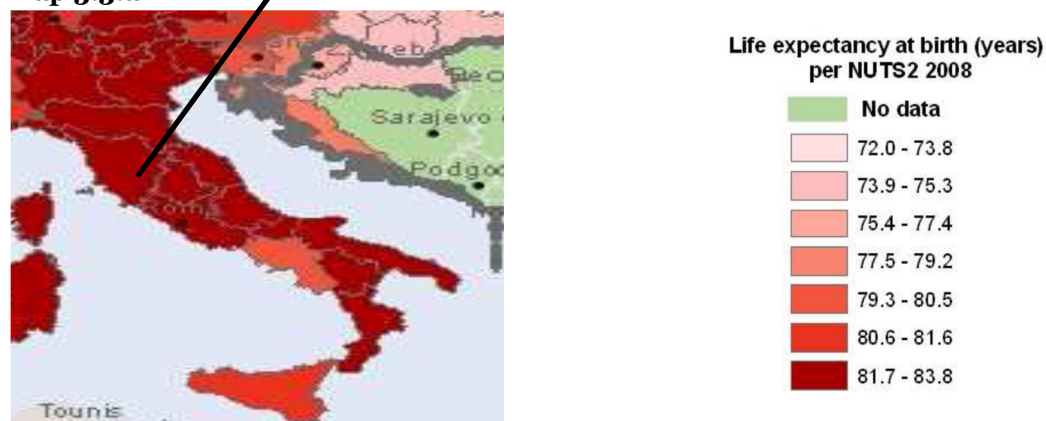 Life expectancy at birth (years)
per NUTS2 2008
No data
72.0 - 73.8
73.9 - 75.3
75.4 - 77.4
77.5 - 79.2
79.3 - 80.5
80.6 - 81.6
81.7 - 83.8
Sarajevo
Podgo
Roma
Tounis